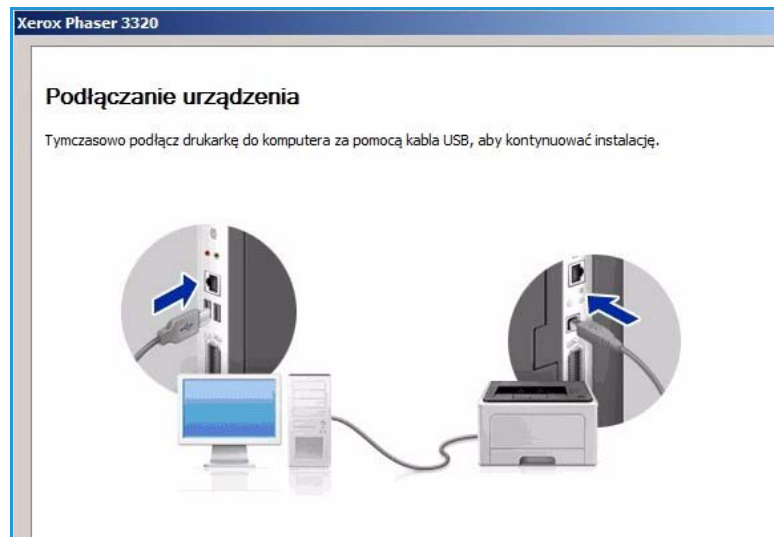 Xerox Phaser 3320
Podłączanie urządzenia
Tymczasowo podłącz drukarkę do komputera za pomocą kabla USB, aby kontynuować instalację.